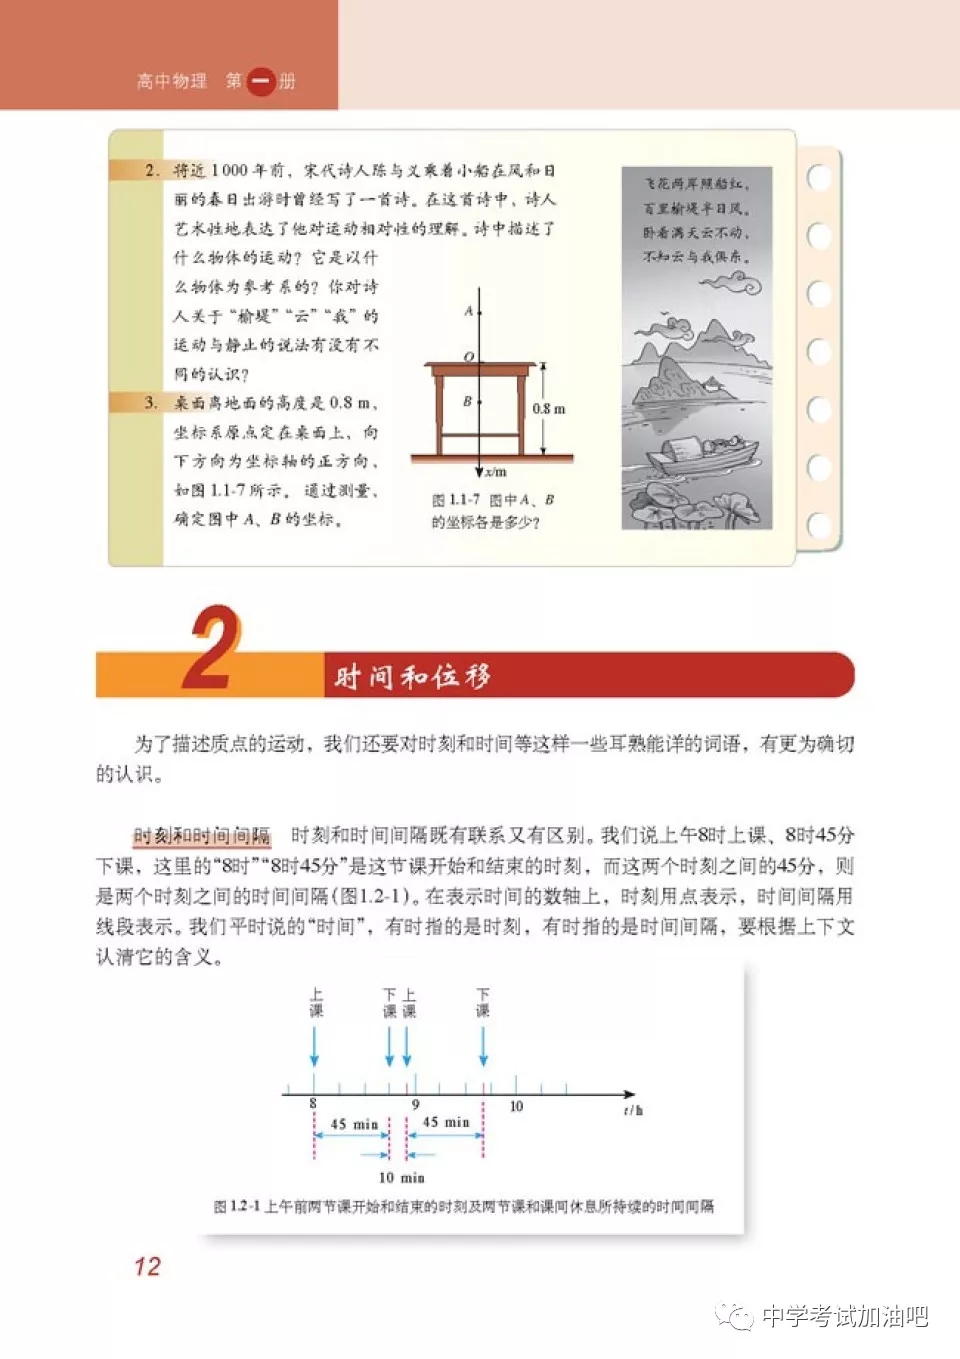 高中物理 第一册
2. 将近1000年前,宋代诗人陈与义乘着小船在风和日
丽的春日出游时曾经写了一首诗。在这首诗中,诗人
艺术性地表达了他对运动相对性的理解。诗中描述了
什么物体的运动?它是以什
么物体为参考系的?你对诗
人关于“榆堤”“云”“我”的
运动与静止的说法有没有不
同的认识?
3. 桌面离地面的高度是0.8 m,
坐标系原点定在桌面上,向
下方向为坐标轴的正方向,
如图1.1-7所示。通过测量,
确定图中A、B的坐标。
A
O
B
0.8 m
x/m
图1.1-7 图中A、B
的坐标各是多少?
飞花两岸照船红,
百里榆堤半日风。
卧看满天云不动,
不知云与我俱东。
2
时间和位移
为了描述质点的运动,我们还要对时刻和时间等这样一些耳熟能详的词语,有更为确切
的认识。
时刻和时间间隔 时刻和时间间隔既有联系又有区别。我们说上午8时上课、8时45分
下课,这里的“8时”“8时45分”是这节课开始和结束的时刻,而这两个时刻之间的45分,则
是两个时刻之间的时间间隔(图1.2-1)。在表示时间的数轴上,时刻用点表示,时间间隔用
线段表示。我们平时说的“时间”,有时指的是时刻,有时指的是时间间隔,要根据上下文
认清它的含义。
上课 下课 上课 下课
8 9 10 t/h
45 min 45 min
10 min
图1.2-1 上午前两节课开始和结束的时刻及两节课和课间休息所持续的时间间隔
12
中学考试加油吧